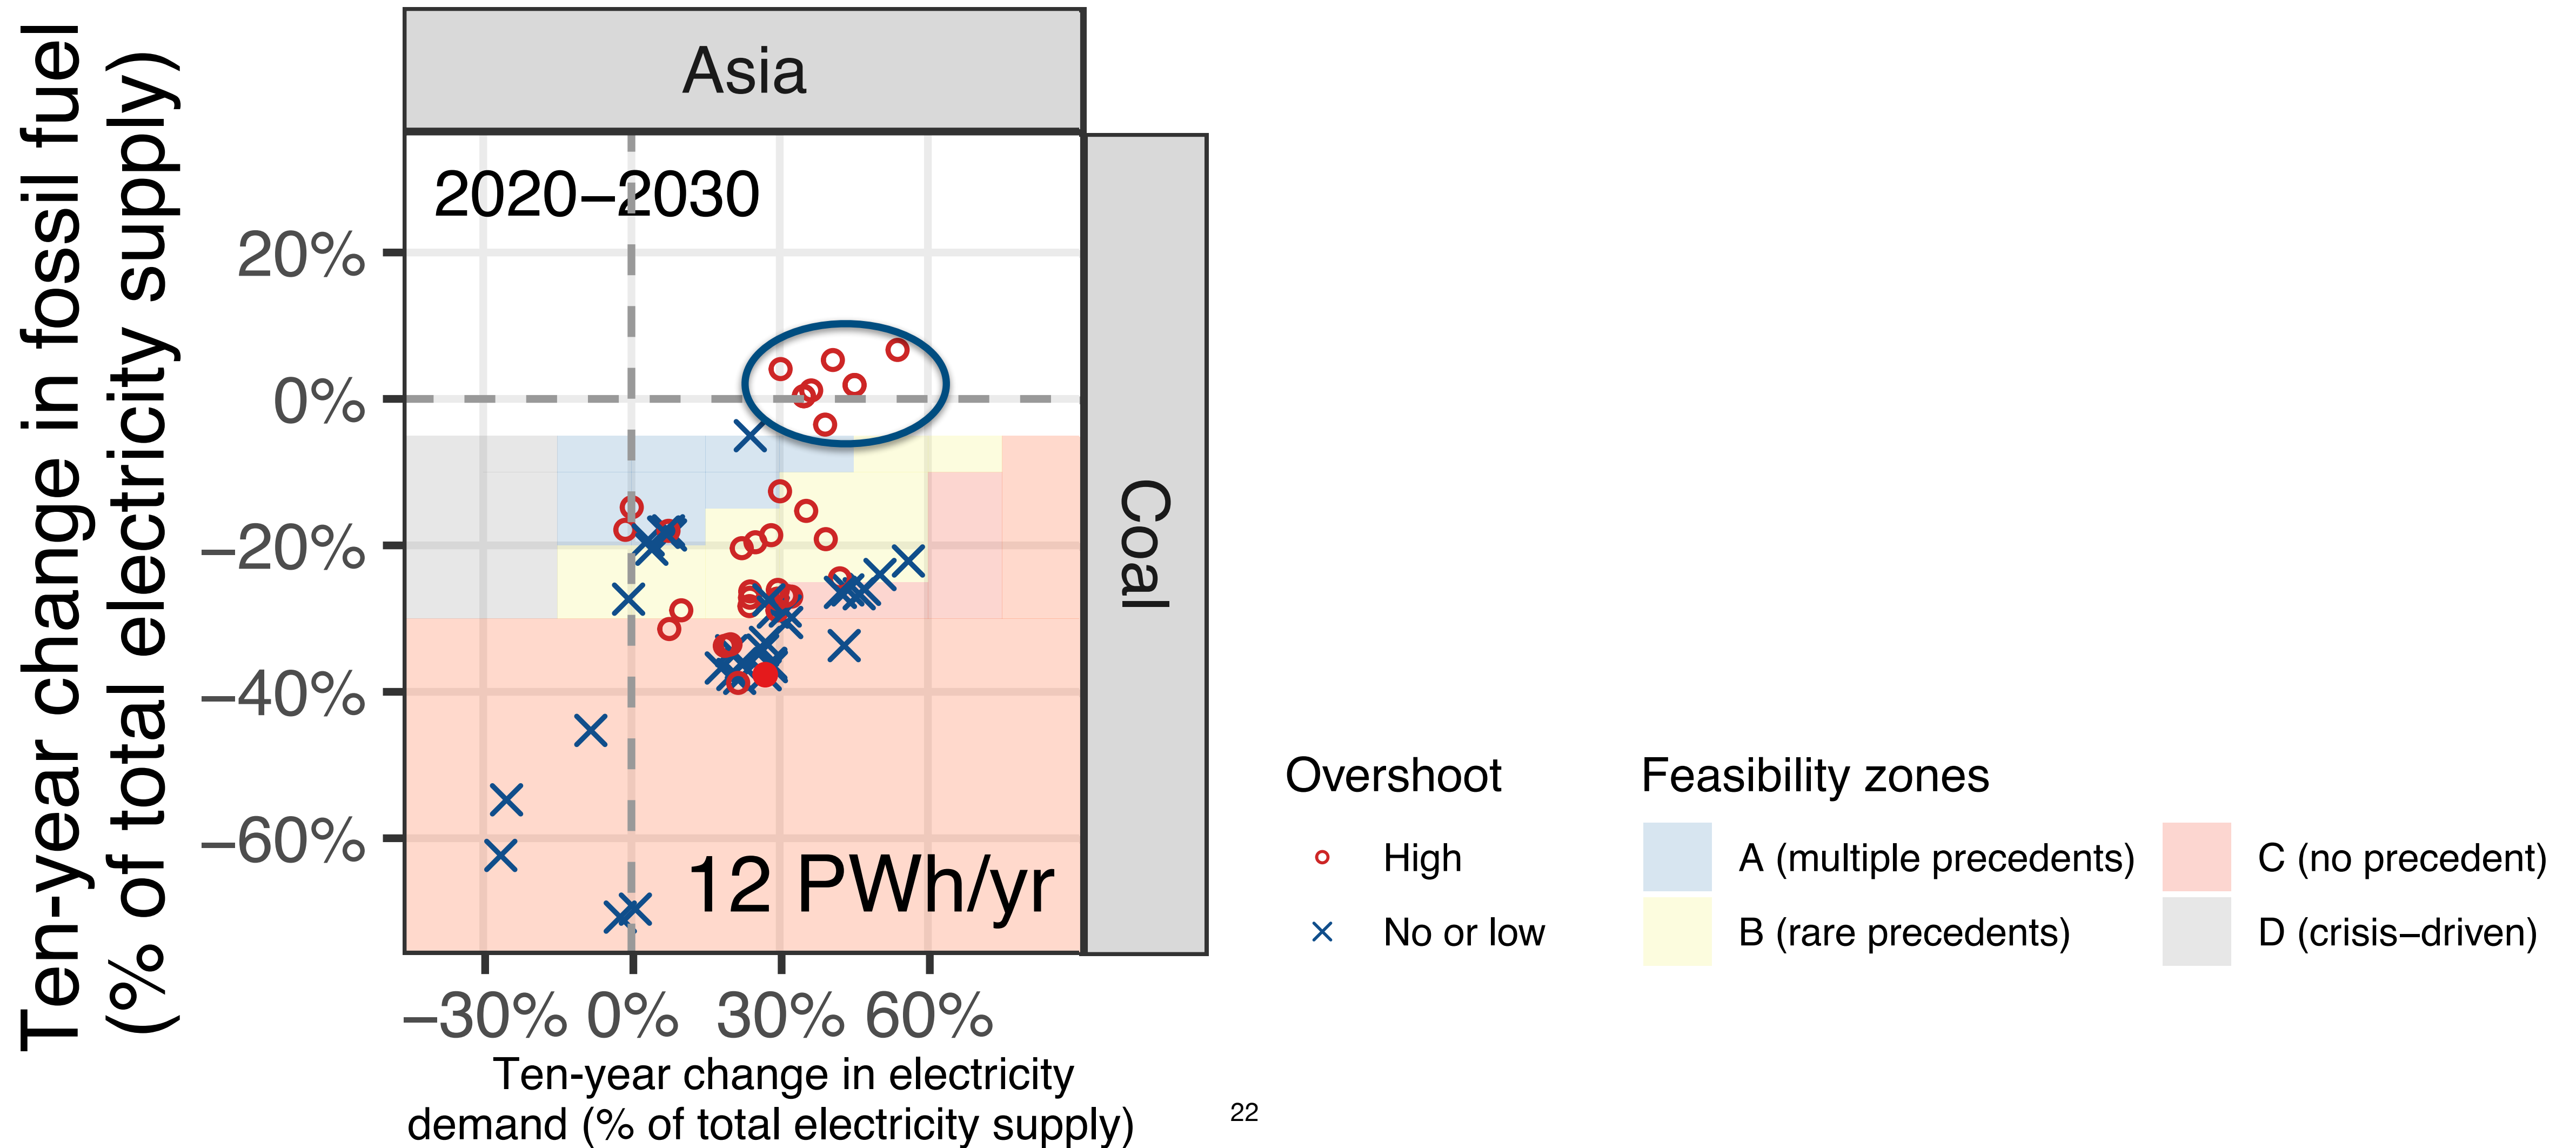 Ten-year change in fossil fuel
(% of total electricity supply)
Asia
2020−2030
20%
0%
−20%
−40%
−60%
Coal
12 PWh/yr
−30% 0% 30% 60%
Ten-year change in electricity
demand (% of total electricity supply)
Overshoot
High
No or low
Feasibility zones
A (multiple precedents)
B (rare precedents)
C (no precedent)
D (crisis−driven)
22